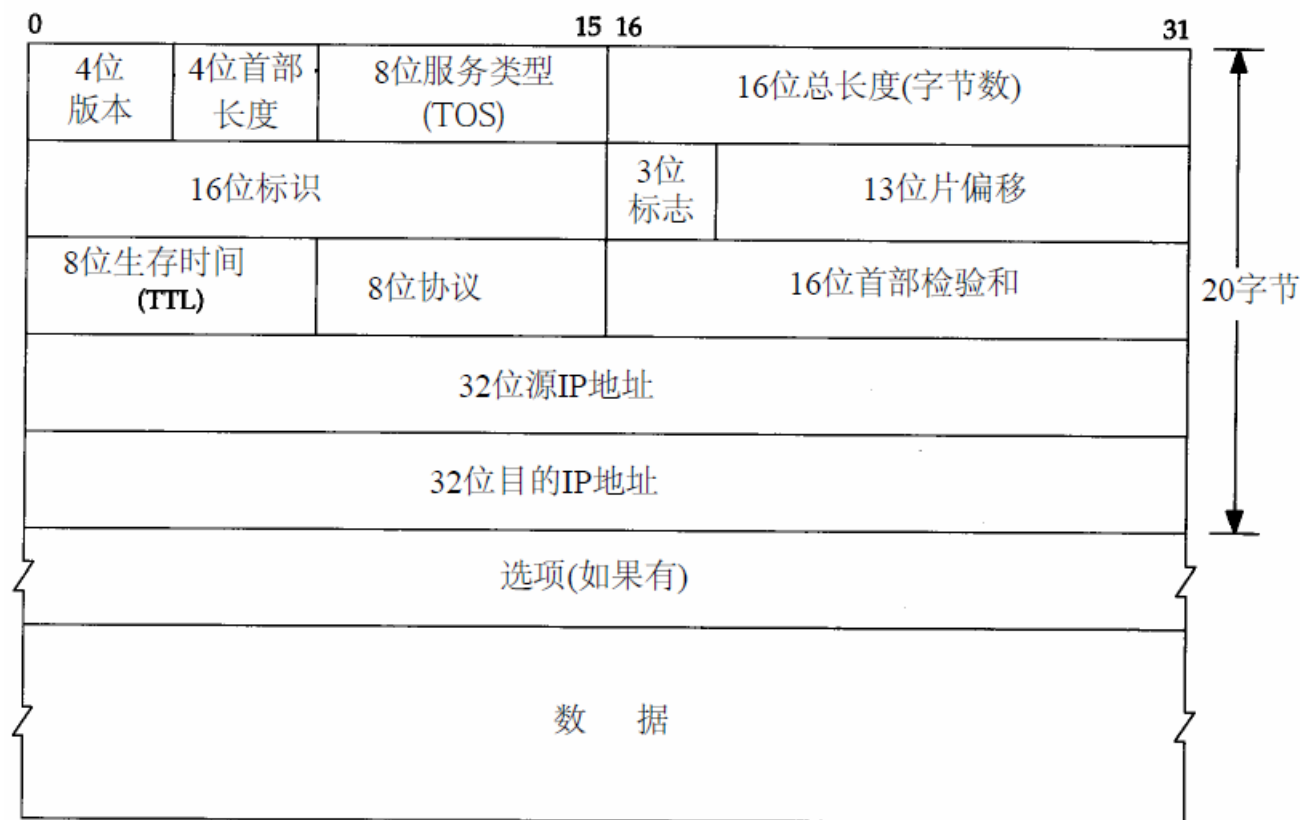 0 15 16 31
4位 版本
4位首部 长度
8位服务类型 (TOS)
16位总长度(字节数)
16位标识
3位 标志
13位片偏移
8位生存时间 (TTL)
8位协议
16位首部检验和
20字节
32位源IP地址
32位目的IP地址
选项(如果有)
数 据